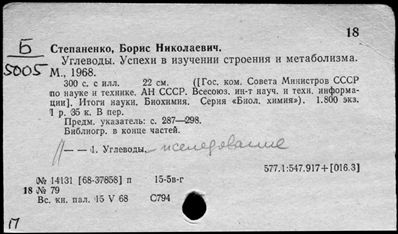 18
Б
5005
Степаненко, Борис Николаевич.
Углеводы. Успехи в изучении строения и метаболизма.
М., 1968.
300 с. с илл. 22 см. ([Гос. ком. Совета Министров СССР
по науке и технике. АН СССР. Всесоюз. ин-т науч. и техн. информа-
ции]. Итоги науки. Биохимия. Серия «Биол. химия»). 1.800 экз.
1 р. 35 к. В пер.
Предм. указатель: с. 287—298.
Библиогр. в конце частей.
— — 1. Углеводы, - исследование
577.1:547.917+[016.3]
№ 14131 [68-37858] п 15-5в-г
18 № 79
Вс. кн. пал. 15 V 68 С794
П